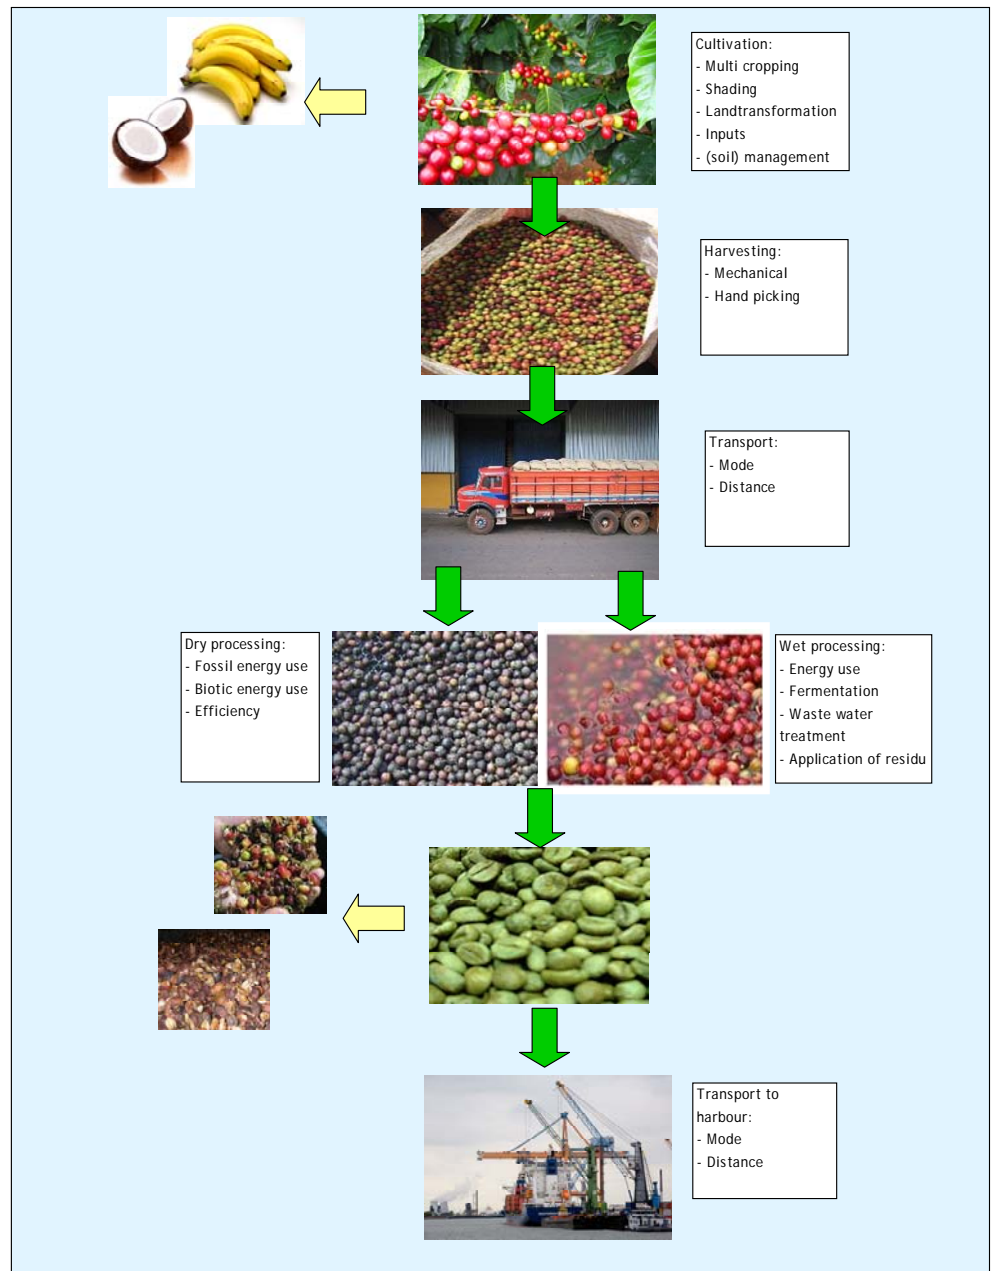 Cultivation:
- Multi cropping
- Shading
- Landtransformation
- Inputs
- (soil) management
Harvesting:
- Mechanical
- Hand picking
Transport:
- Mode
- Distance
Dry processing:
- Fossil energy use
- Biotic energy use
- Efficiency
Wet processing:
- Energy use
- Fermentation
- Waste water
treatment
- Application of residu
Transport to
harbour:
- Mode
- Distance